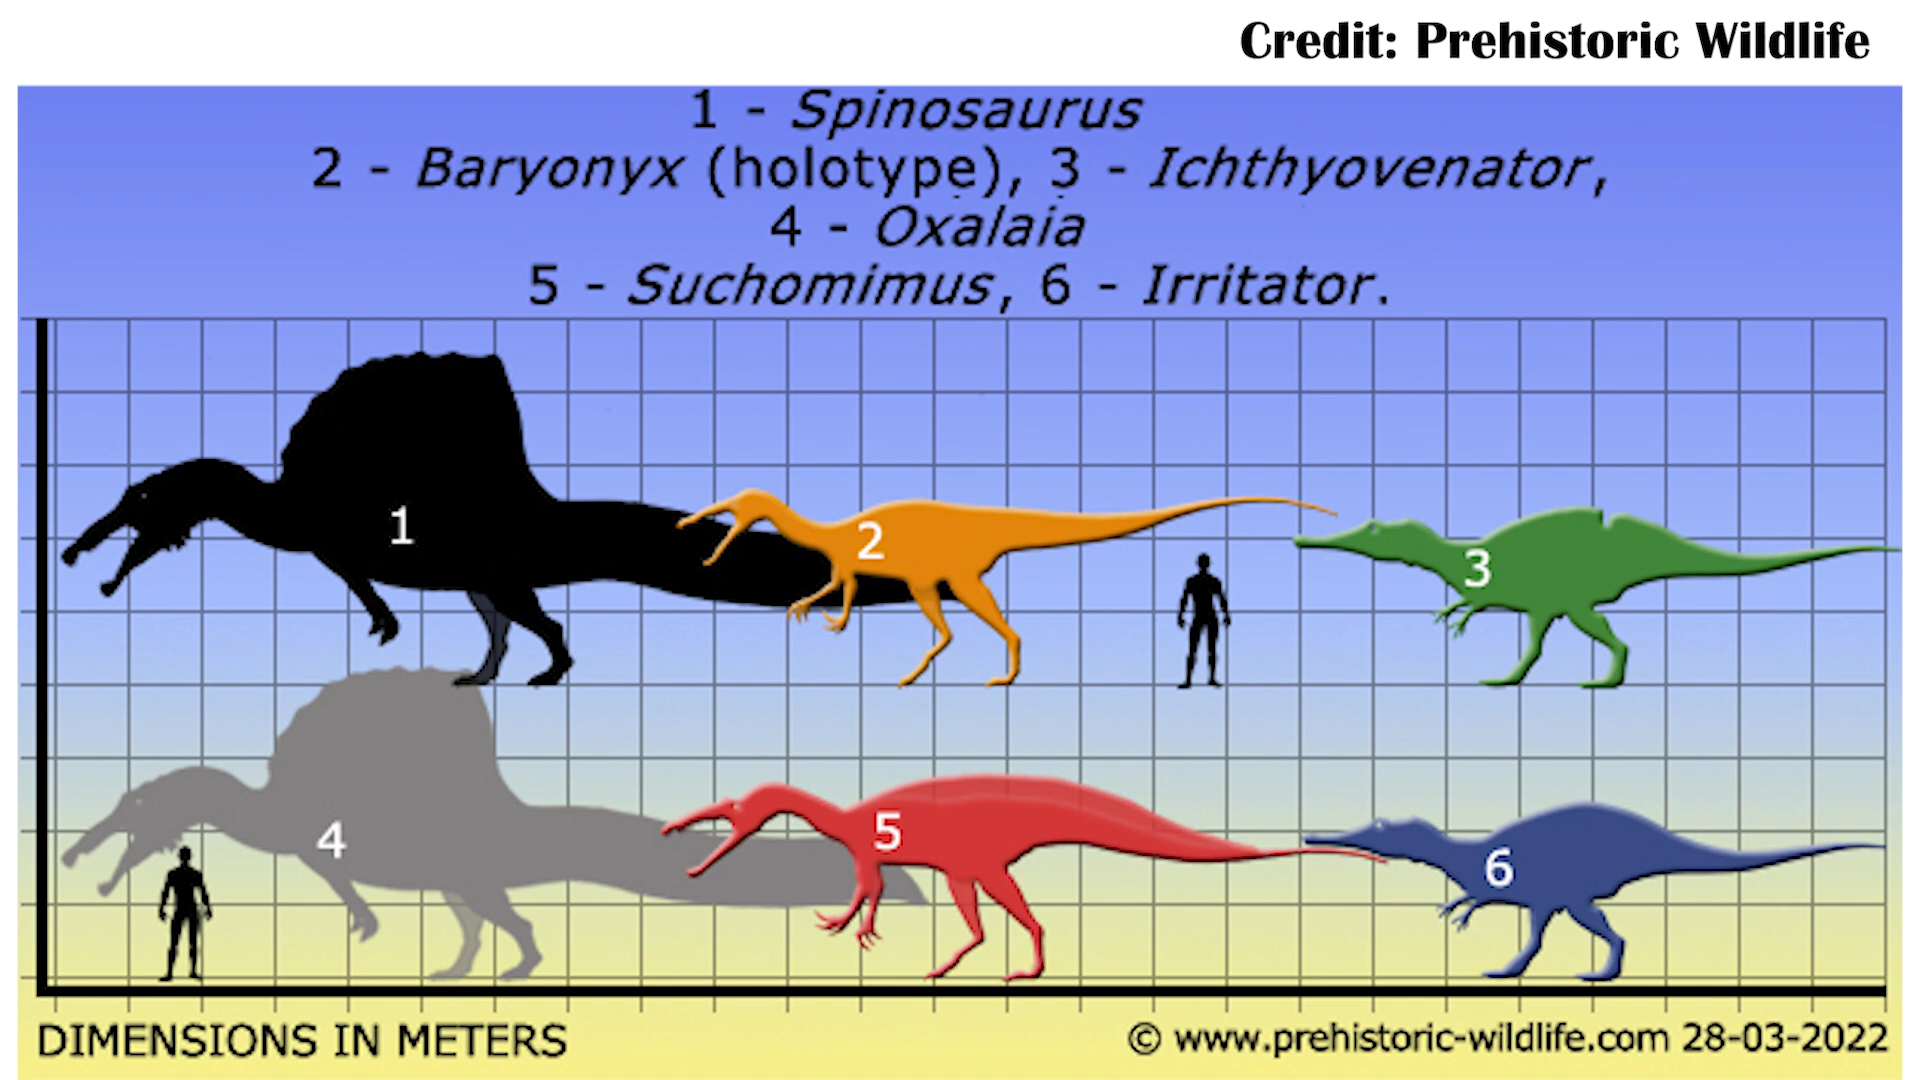 Credit: Prehistoric Wildlife
1 - Spinosaurus
2 - Baryonyx (holotype), 3 - Ichthyovenator,
4 - Oxalaia
5 - Suchomimus, 6 - Irritator.
1
2
3
4
5
6
DIMENSIONS IN METERS
© www.prehistoric-wildlife.com 28-03-2022